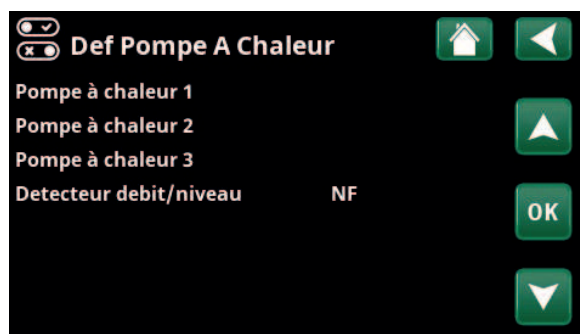 Def Pompe A Chaleur
Pompe à chaleur 1
Pompe à chaleur 2
Pompe à chaleur 3
Detecteur debit/niveau NF
OK